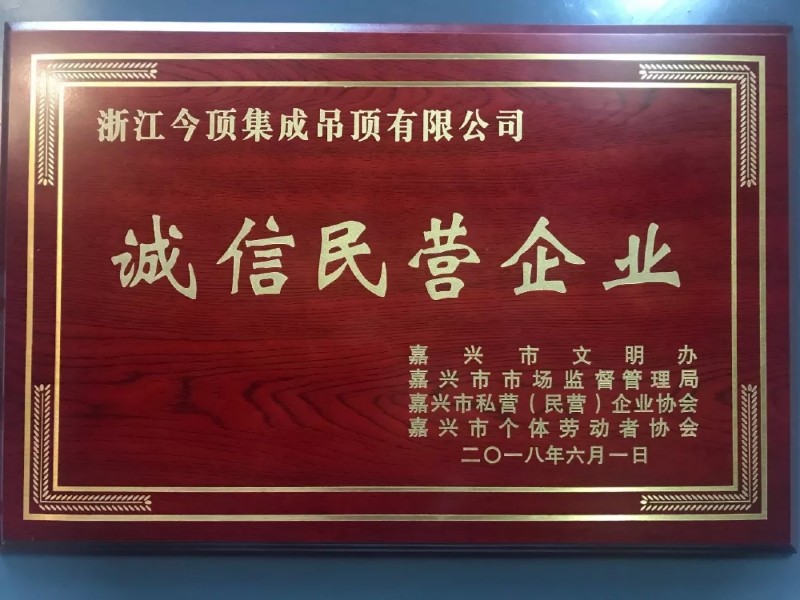 浙江今顶集成吊顶有限公司
诚信民营企业
嘉兴市文明办
嘉兴市市场监督管理局
嘉兴市私营（民营）企业协会
嘉兴市个体劳动者协会
二〇一八年六月一日